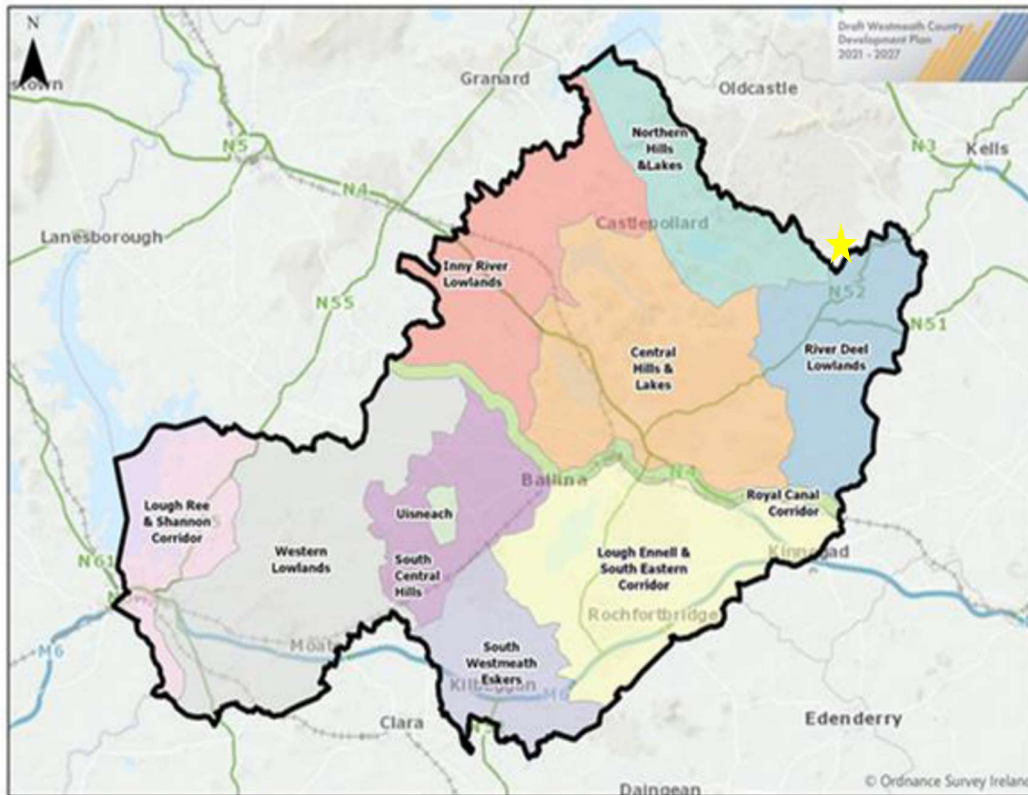 N
Draft Westmeath County
Development Plan
2021 - 2027
stown
Granard
Oldcastle
N5
Northern
Hills
&Lakes
N3
Kells
N4
Lanesborough
Castlepollard
Inny River
Lowlands
N52
N55
N51
Central
Hills &
Lakes
River Deel
Lowlands
Ballina
N4
Royal Canal
Corridor
Lough Ree
& Shannon
Corridor
Uisneach
Western
Lowlands
South
Central
Hills
Lough Ennell &
South Eastern
Corridor
Kinnegad
N61
Rochfortbridge
M6
Moate
South
Westmeath
Eskers
Kilbeggan
M6
Clara
Edenderry
Daingean
© Ordnance Survey Ireland